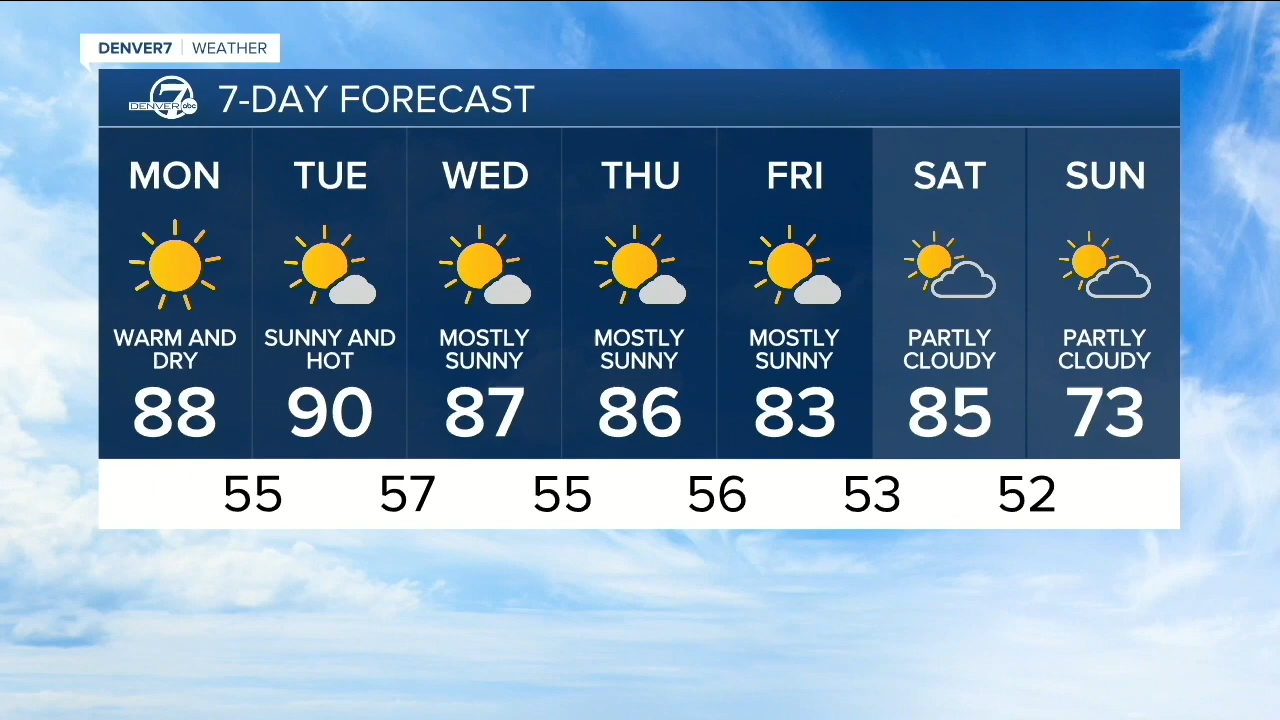 DENVER7 | WEATHER
DENVER 7 abc
7-DAY FORECAST
MON TUE WED THU FRI SAT SUN
WARM AND DRY
SUNNY AND HOT
MOSTLY SUNNY
MOSTLY SUNNY
MOSTLY SUNNY
PARTLY CLOUDY
PARTLY CLOUDY
88 90 87 86 83 85 73
55 57 55 56 53 52